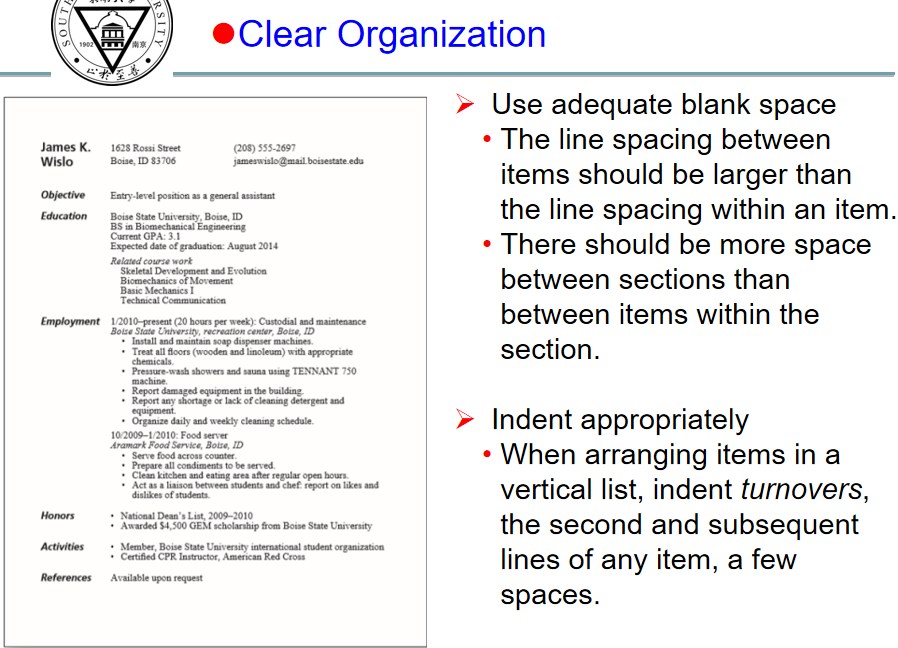 SOUTH
ERSITY
1902
南京
止於至善
Clear Organization
James K.
Wislo
1628 Rossi Street
Boise, ID 83706
(208) 555-2697
jameswislo@mail.boisestate.edu
Objective
Entry-level position as a general assistant
Education
Boise State University, Boise, ID
BS in Biomechanical Engineering
Current GPA: 3.1
Expected date of graduation: August 2014
Related course work
Skeletal Development and Evolution
Biomechanics of Movement
Basic Mechanics I
Technical Communication
Employment
1/2010–present (20 hours per week): Custodial and maintenance
Boise State University, recreation center, Boise, ID
• Install and maintain soap dispenser machines.
• Treat all floors (wooden and linoleum) with appropriate
chemicals.
• Pressure-wash showers and sauna using TENNANT 750
machine.
• Report damaged equipment in the building.
• Report any shortage or lack of cleaning detergent and
equipment.
• Organize daily and weekly cleaning schedule.
10/2009–1/2010: Food server
Aramark Food Service, Boise, ID
• Serve food across counter.
• Prepare all condiments to be served.
• Clean kitchen and eating area after regular open hours.
• Act as a liaison between students and chef: report on likes and
dislikes of students.
Honors
• National Dean's List, 2009–2010
• Awarded $4,500 GEM scholarship from Boise State University
Activities
• Member, Boise State University international student organization
• Certified CPR Instructor, American Red Cross
References
Available upon request
Use adequate blank space
• The line spacing between
items should be larger than
the line spacing within an item.
• There should be more space
between sections than
between items within the
section.
Indent appropriately
• When arranging items in a
vertical list, indent turnovers,
the second and subsequent
lines of any item, a few
spaces.